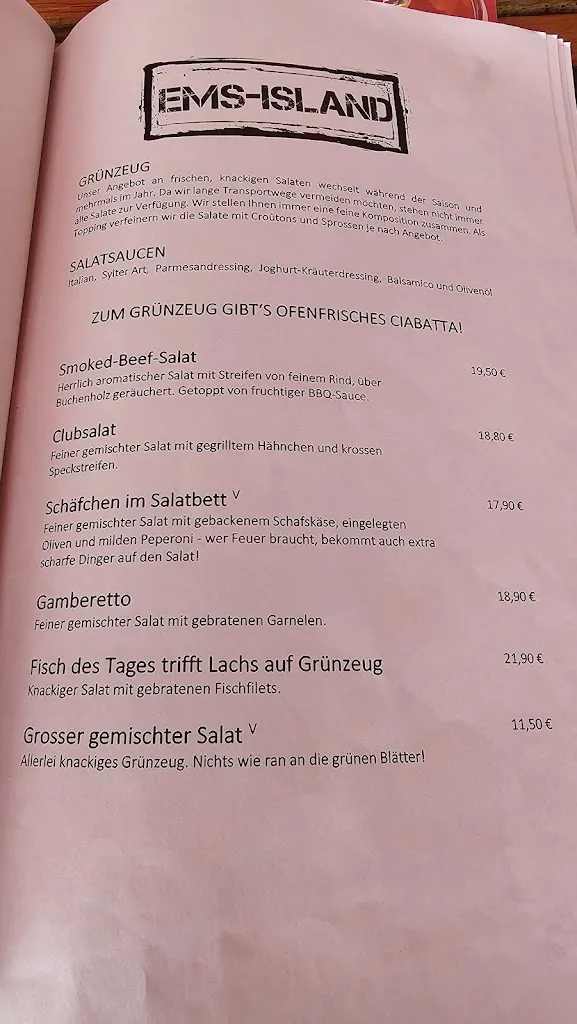 EMS-ISLAND
GRÜNZEUG
Unser Angebot an frischen, knackigen Salaten wechselt während der Saison und
mehrmals im Jahr. Da wir lange Transportwege vermeiden möchten, stehen nicht immer
alle Salate zur Verfügung. Wir stellen Ihnen immer eine feine Komposition zusammen. Als
Topping verfeinern wir die Salate mit Croûtons und Sprossen je nach Angebot.
SALATSAUCEN
Italian, Sylter Art, Parmesandressing, Joghurt-Kräuterdressing, Balsamico und Olivenöl
ZUM GRÜNZEUG GIBT'S OFENFRISCHES CIABATTA!
Smoked-Beef-Salat 19,50 €
Herrlich aromatischer Salat mit Streifen von feinem Rind, über
Buchenholz geräuchert. Getoppt von fruchtiger BBQ-Sauce.
Clubsalat 18,80 €
Feiner gemischter Salat mit gegrilltem Hähnchen und krossen
Speckstreifen.
Schäfchen im Salatbett V 17,90 €
Feiner gemischter Salat mit gebackenem Schafskäse, eingelegten
Oliven und milden Peperoni - wer Feuer braucht, bekommt auch extra
scharfe Dinger auf den Salat!
Gamberetto 18,90 €
Feiner gemischter Salat mit gebratenen Garnelen.
Fisch des Tages trifft Lachs auf Grünzeug 21,90 €
Knackiger Salat mit gebratenen Fischfilets.
Grosser gemischter Salat V 11,50 €
Allerlei knackiges Grünzeug. Nichts wie ran an die grünen Blätter!